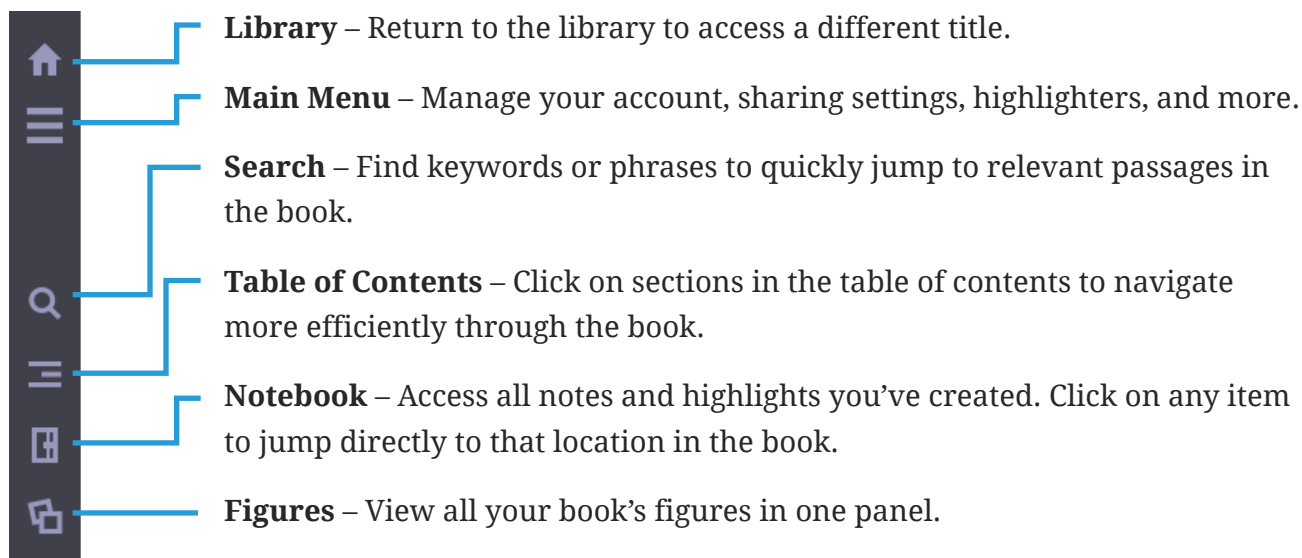 Library – Return to the library to access a different title.
Main Menu – Manage your account, sharing settings, highlighters, and more.
Search – Find keywords or phrases to quickly jump to relevant passages in
the book.
Table of Contents – Click on sections in the table of contents to navigate
more efficiently through the book.
Notebook – Access all notes and highlights you’ve created. Click on any item
to jump directly to that location in the book.
Figures – View all your book’s figures in one panel.